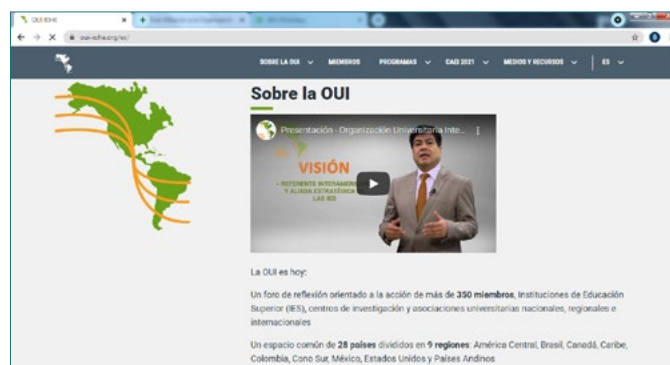 OUI-IOHE
oui-iohe.org/es/
SOBRE LA OUI MIEMBROS PROGRAMAS CAEI 2021 MEDIOS Y RECURSOS ES
Sobre la OUI
Presentación - Organización Universitaria Inte...
VISIÓN
- REFERENTE INTERAMERICANO
Y ALIADA ESTRATÉGICA
LAS IES
La OUI es hoy:
Un foro de reflexión orientado a la acción de más de 350 miembros, Instituciones de Educación
Superior (IES), centros de investigación y asociaciones universitarias nacionales, regionales e
internacionales
Un espacio común de 28 países divididos en 9 regiones: América Central, Brasil, Canadá, Caribe,
Colombia, Cono Sur, México, Estados Unidos y Países Andinos